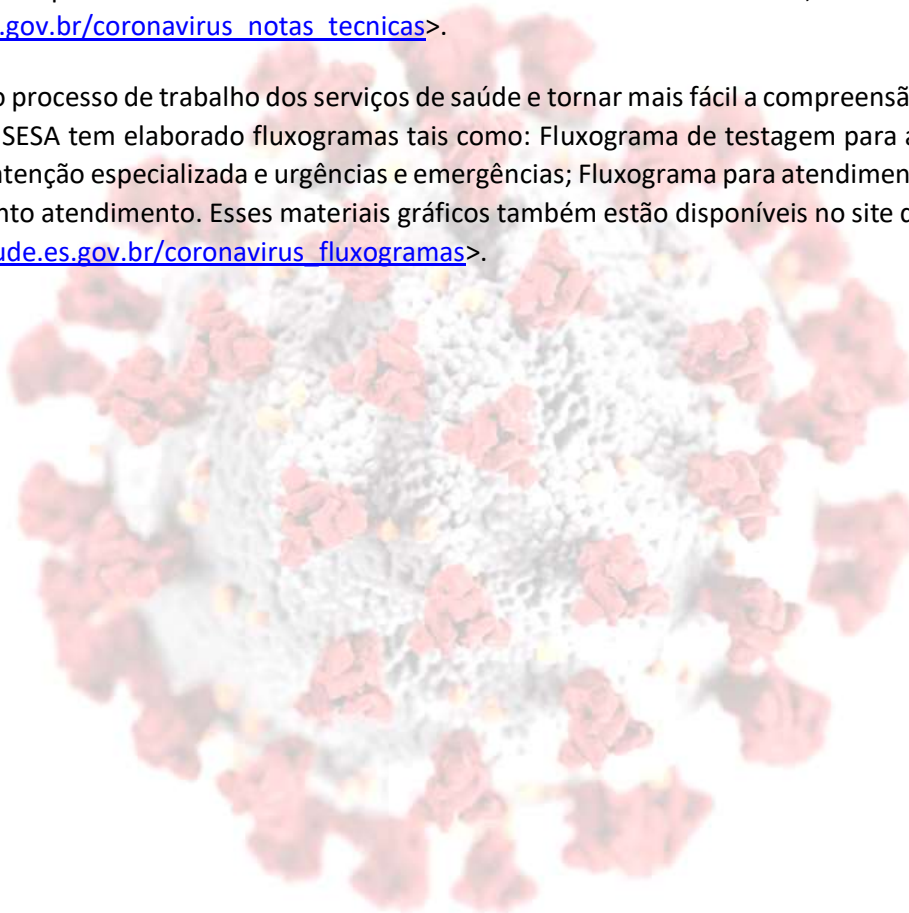 .gov.br/coronavirus_notas_tecnicas>.
o processo de trabalho dos serviços de saúde e tornar mais fácil a compreensã
SESA tem elaborado fluxogramas tais como: Fluxograma de testagem para a
atenção especializada e urgências e emergências; Fluxograma para atendimen
nto atendimento. Esses materiais gráficos também estão disponíveis no site d
ude.es.gov.br/coronavirus_fluxogramas>.